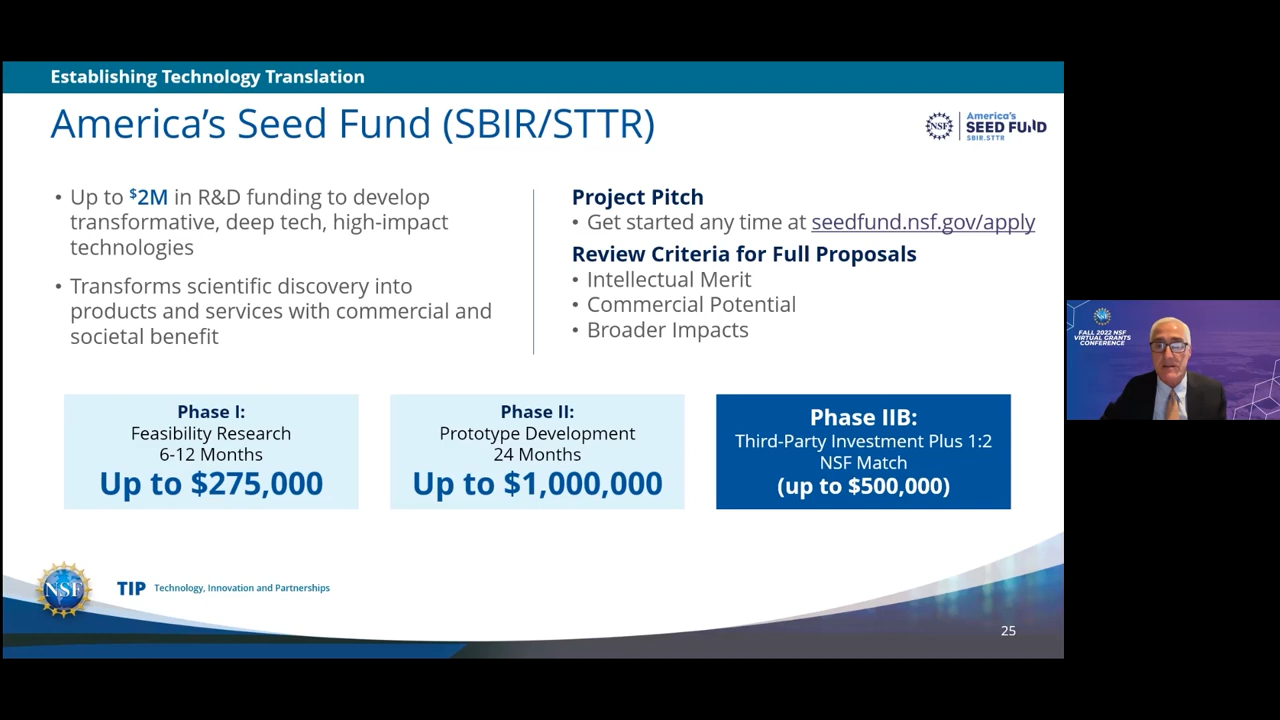 Establishing Technology Translation
America's Seed Fund (SBIR/STTR)
NSF
America's
SEED FUND
SBIR.STTR
• Up to $2M in R&D funding to develop
transformative, deep tech, high-impact
technologies
• Transforms scientific discovery into
products and services with commercial and
societal benefit
Project Pitch
• Get started any time at seedfund.nsf.gov/apply
Review Criteria for Full Proposals
• Intellectual Merit
• Commercial Potential
• Broader Impacts
Phase I:
Feasibility Research
6-12 Months
Up to $275,000
Phase II:
Prototype Development
24 Months
Up to $1,000,000
Phase IIB:
Third-Party Investment Plus 1:2
NSF Match
(up to $500,000)
NSF
TIP Technology, Innovation and Partnerships
25
NSF
FALL 2022 NSF
VIRTUAL GRANTS
CONFERENCE